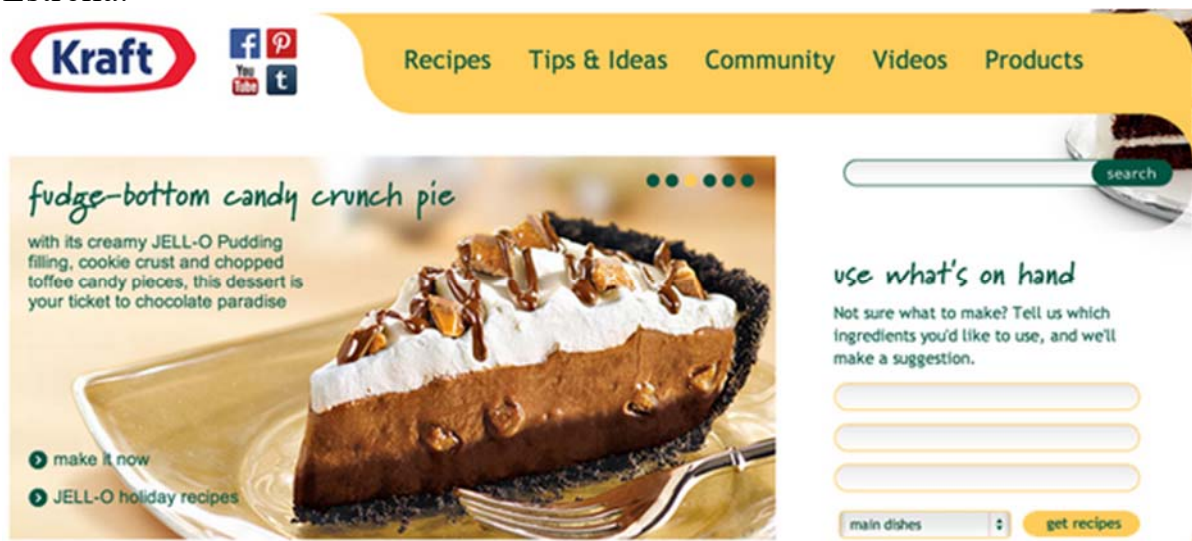 Kraft
f
You
Tube
t
Recipes Tips & Ideas Community Videos Products
search
fudge-bottom candy crunch pie
with its creamy JELL-O Pudding
filling, cookie crust and chopped
toffee candy pieces, this dessert is
your ticket to chocolate paradise
make it now
JELL-O holiday recipes
use what's on hand
Not sure what to make? Tell us which
ingredients you'd like to use, and we'll
make a suggestion.
main dishes
get recipes